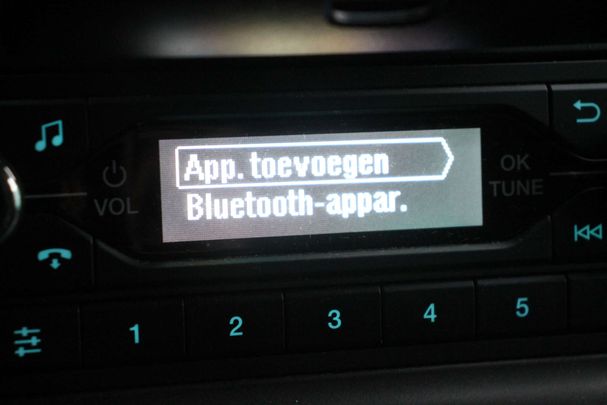 App. toevoegen
Bluetooth-appar.
VOL
OK
TUNE
1 2 3 4 5